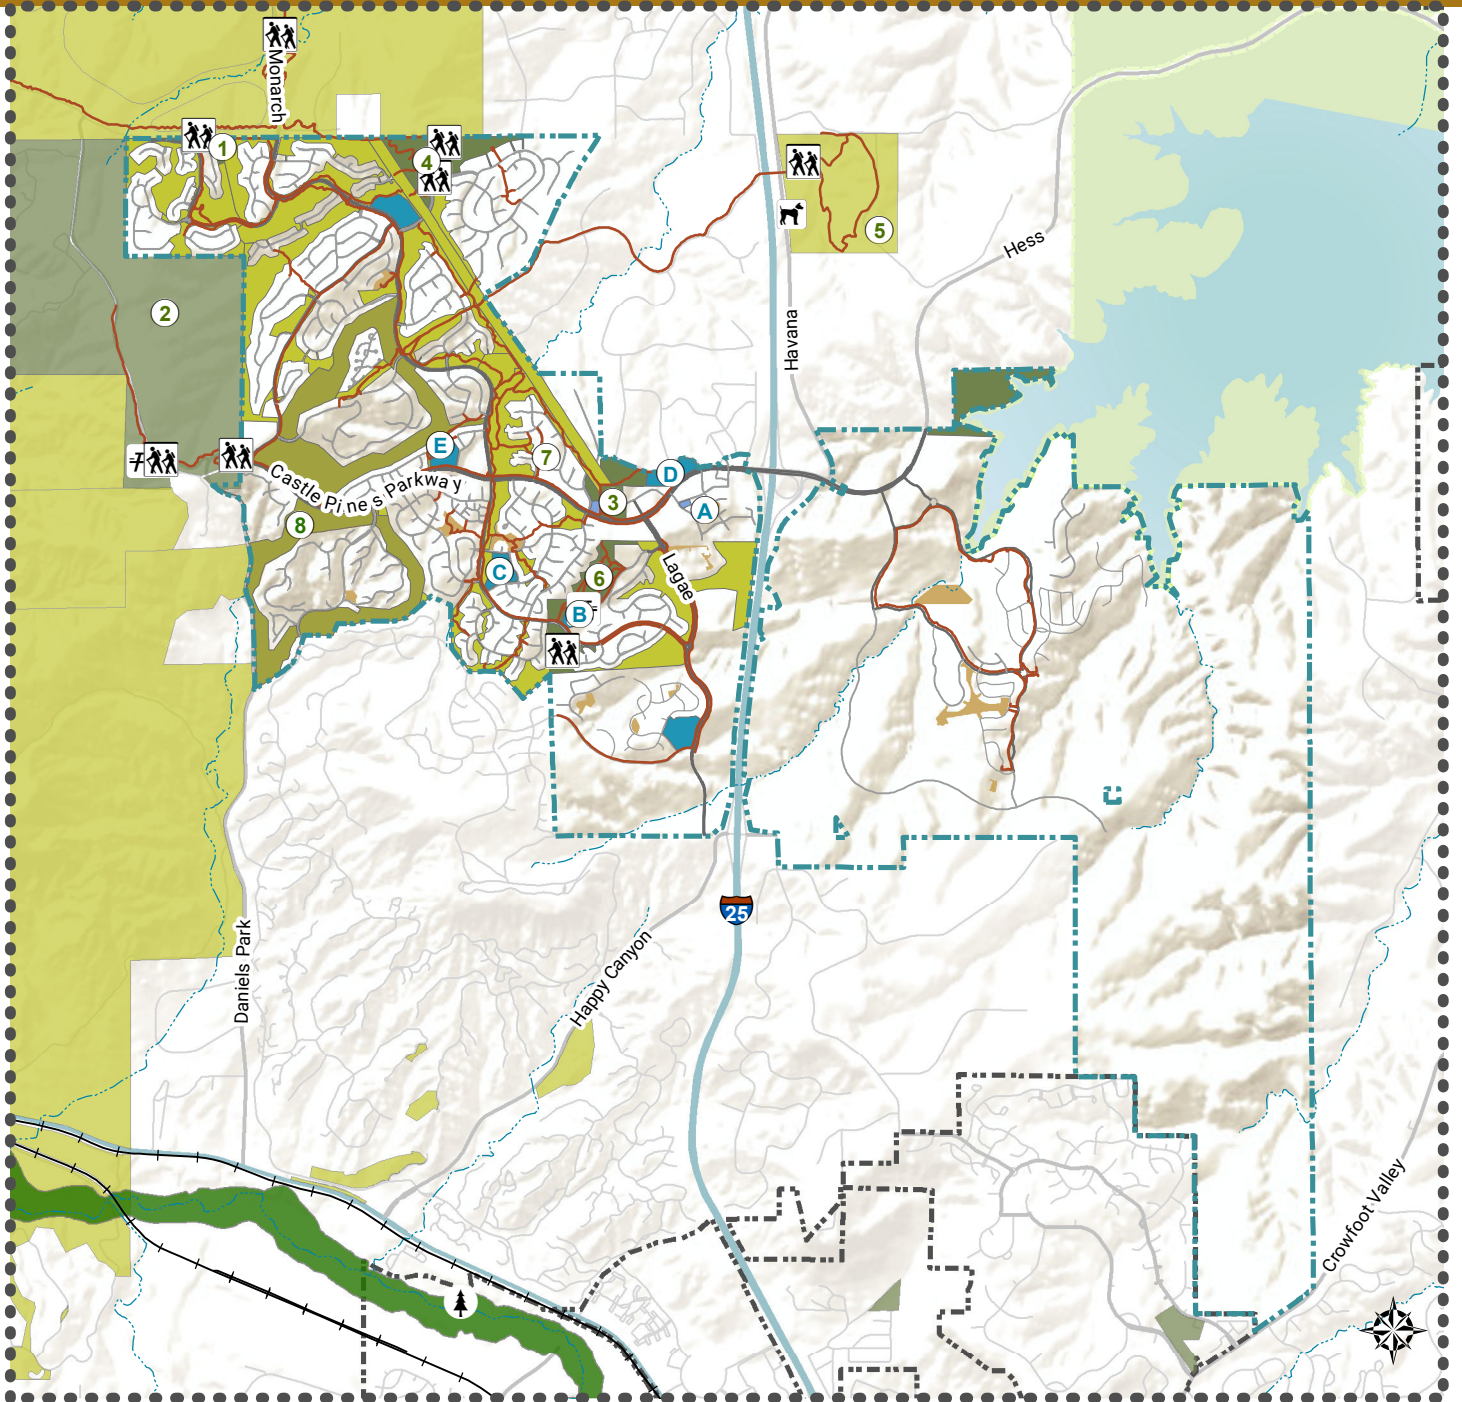 Monarch
1
4
5
Hess
2
Havana
E
7
D
Castle Pines Parkway
3
A
8
Lagae
C
6
B
25
Daniels Park
Happy Canyon
Crowfoot Valley